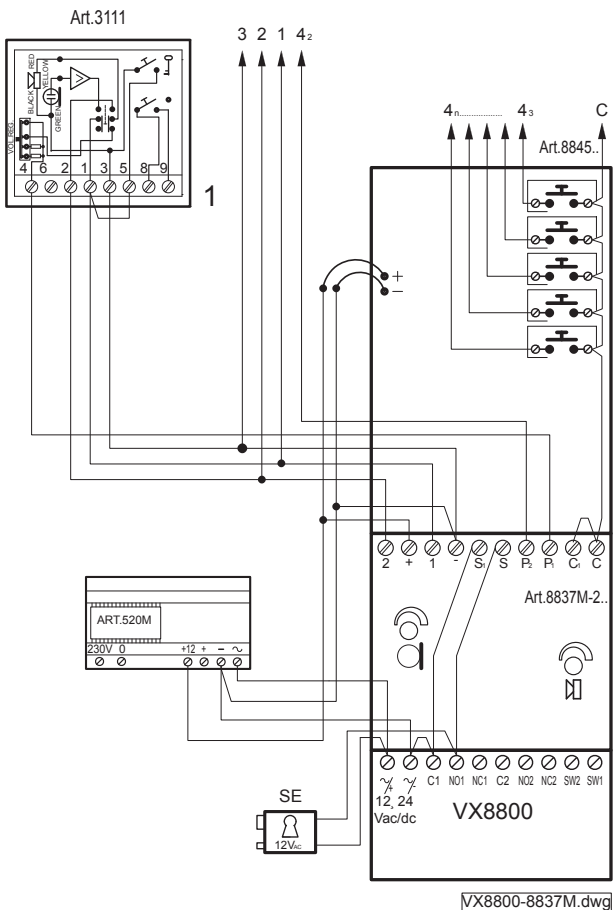 Art.3111
3 2 1 4₂
4ₙ................ 4₃ C
Art.8845..
RED
BLACK
YELLOW
GREEN
VOL.REG.
4 6 2 1 3 5 8 9
1
+
–
2 + 1 - S₁ S P₂ P₁ C₁ C
Art.8837M-2..
ART.520M
230V 0 +12 + – ~
~/+ ~/- C1 NO1 NC1 C2 NO2 NC2 SW2 SW1
12, 24
Vac/dc
VX8800
SE
12VAC
VX8800-8837M.dwg